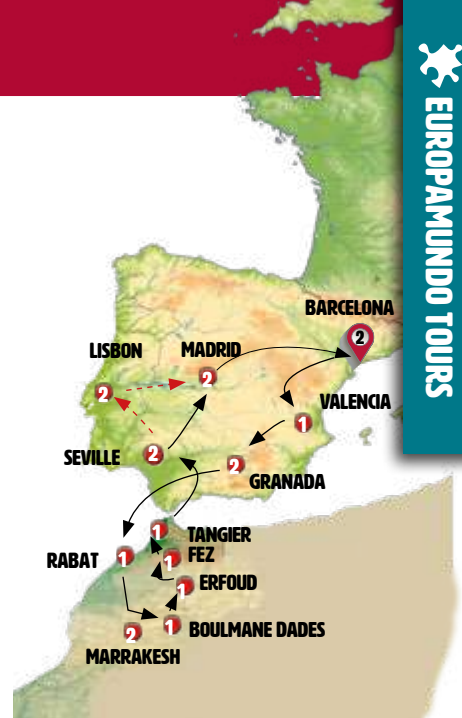 EUROPAMUNDO TOURS
BARCELONA
2
LISBON
MADRID
2
2
VALENCIA
1
SEVILLE
2
2
GRANADA
1
TANGIER
RABAT
1
1
FEZ
1
ERFOUD
2
1
BOULMANE DADES
MARRAKESH